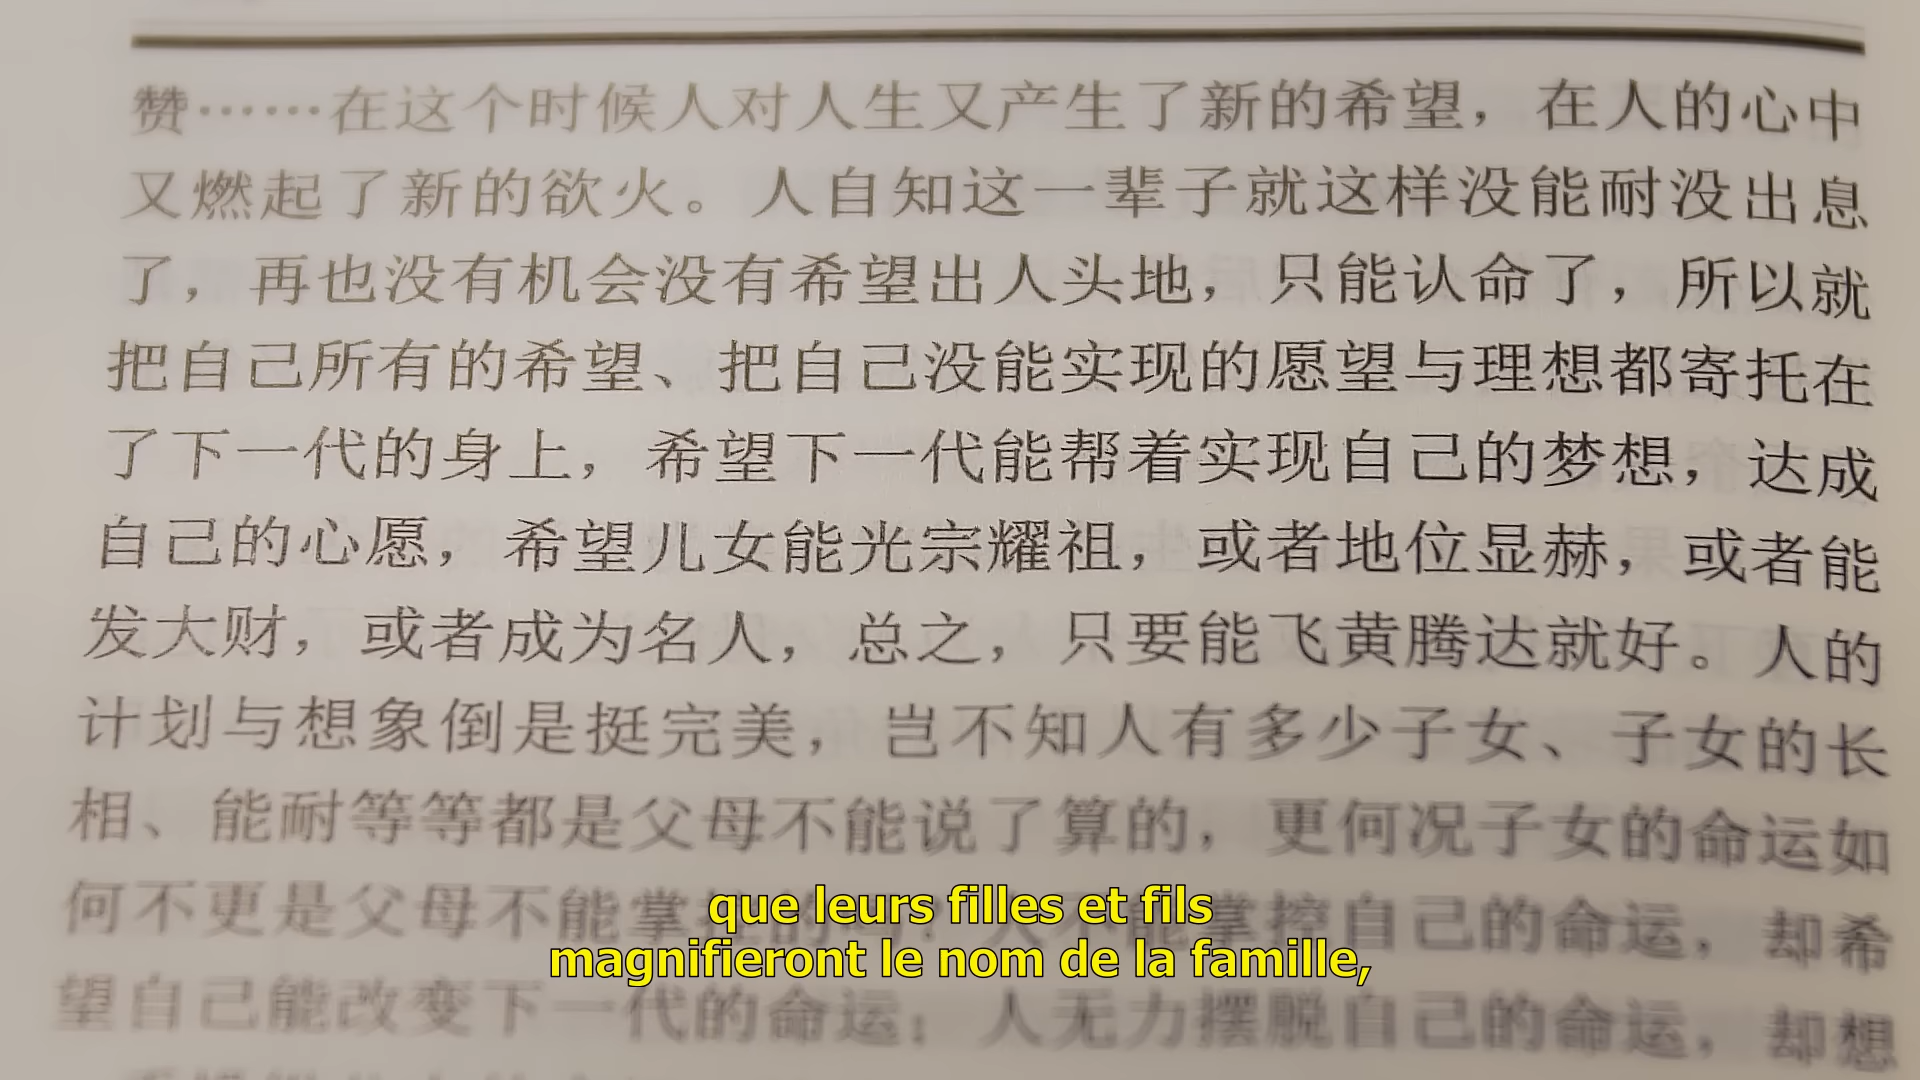 赞……在这个时候人对人生又产生了新的希望，在人的心中
又燃起了新的欲火。人自知这一辈子就这样没能耐没出息
了，再也没有机会没有希望出人头地，只能认命了，所以就
把自己所有的希望、把自己没能实现的愿望与理想都寄托在
了下一代的身上，希望下一代能帮着实现自己的梦想，达成
自己的心愿，希望儿女能光宗耀祖，或者地位显赫，或者能
发大财，或者成为名人，总之，只要能飞黄腾达就好。人的
计划与想象倒是挺完美，岂不知人有多少子女、子女的长
相、能耐等等都是父母不能说了算的，更何况子女的命运如
何不更是父母不能掌 人不能掌控自己的命运，却希
望自己能改变下一代的命运；人无力摆脱自己的命运，却想
que leurs filles et fils
magnifieront le nom de la famille,